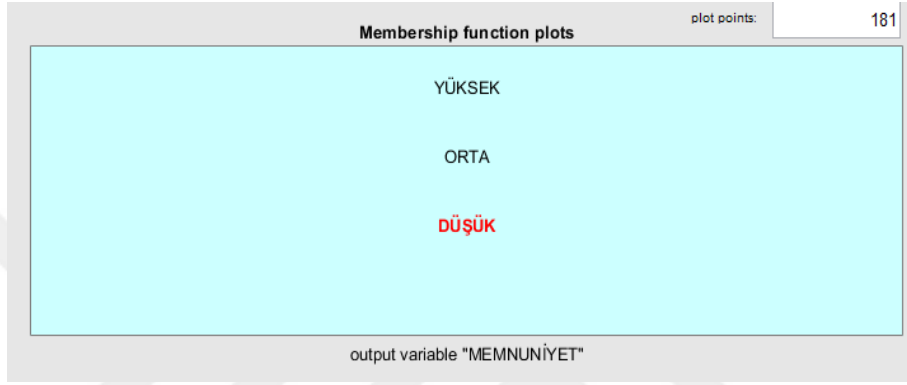 plot points: 181
Membership function plots
YÜKSEK
ORTA
DÜŞÜK
output variable "MEMNUNİYET"